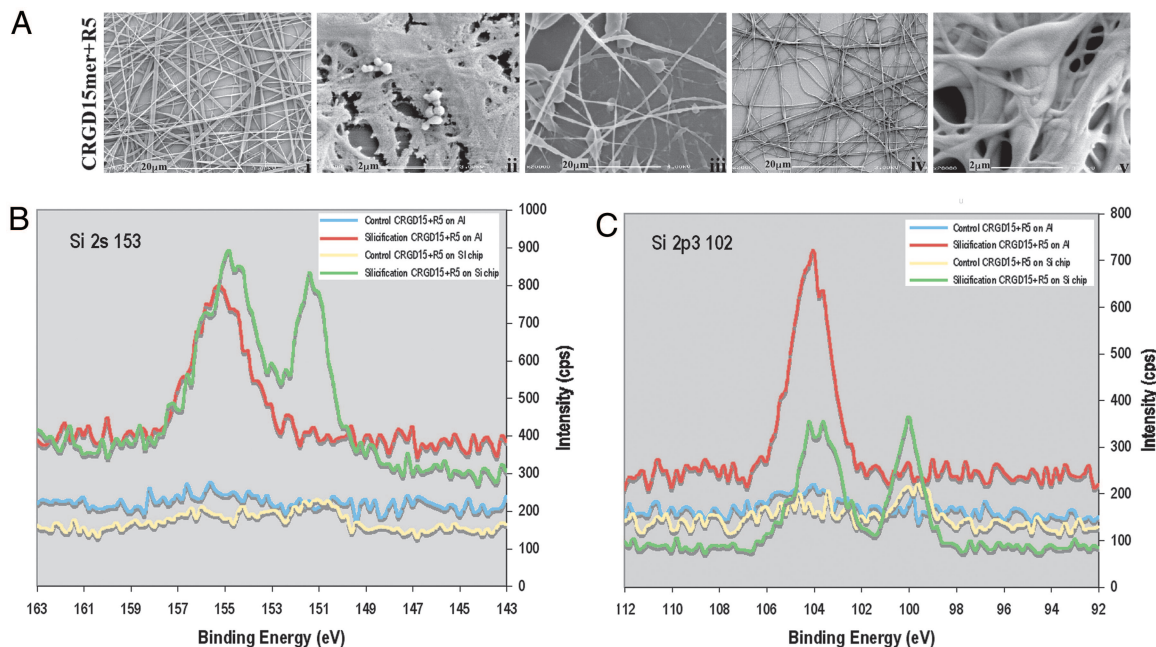 A
CRGD15mer+R5
20μm
i
2μm
ii
iii
20μm
iv
2μm
v
B
Si 2s 153
Control CRGD15+R5 on Al
Silicification CRGD15+R5 on Al
Control CRGD15+R5 on SI chip
Silicification CRGD15+R5 on Si chip
1000
900
800
700
600
500
400
300
200
100
0
Intensity (cps)
163 161 159 157 155 153 151 149 147 145 143
Binding Energy (eV)
C
Si 2p3 102
Control CRGD15+R5 on Al
Silicification CRGD15+R5 on Al
Control CRGD15+R5 on Si chip
Silicification CRGD15+R5 on Si chip
800
700
600
500
400
300
200
100
0
Intensity (cps)
112 110 108 106 104 102 100 98 96 94 92
Binding Energy (eV)